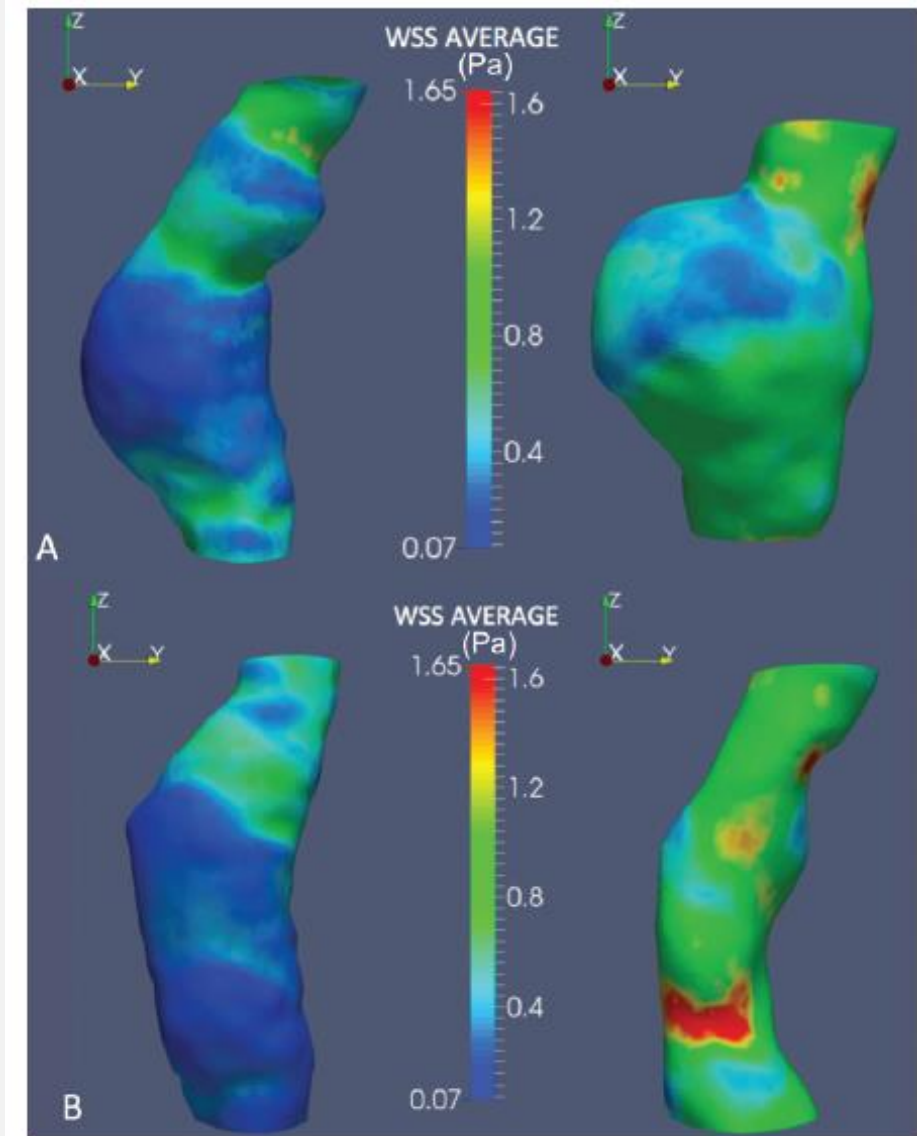 Z
X Y
WSS AVERAGE
(Pa)
1.65 1.6
1.2
0.8
0.4
0.07
Z
X Y
A
Z
X Y
WSS AVERAGE
(Pa)
1.65 1.6
1.2
0.8
0.4
0.07
Z
X Y
B